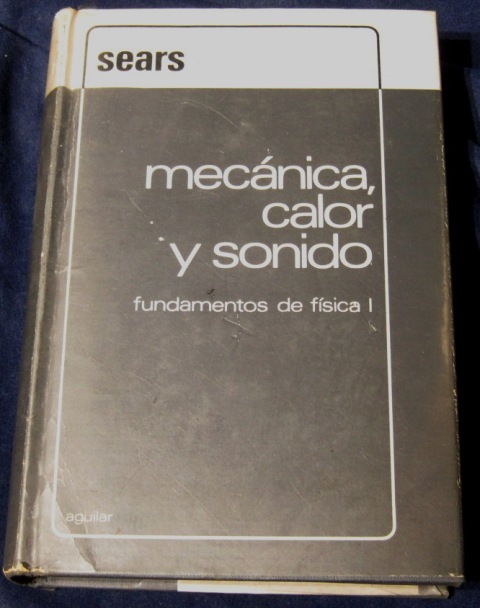 sears
mecánica,
calor
y sonido
fundamentos de física I
aguilar